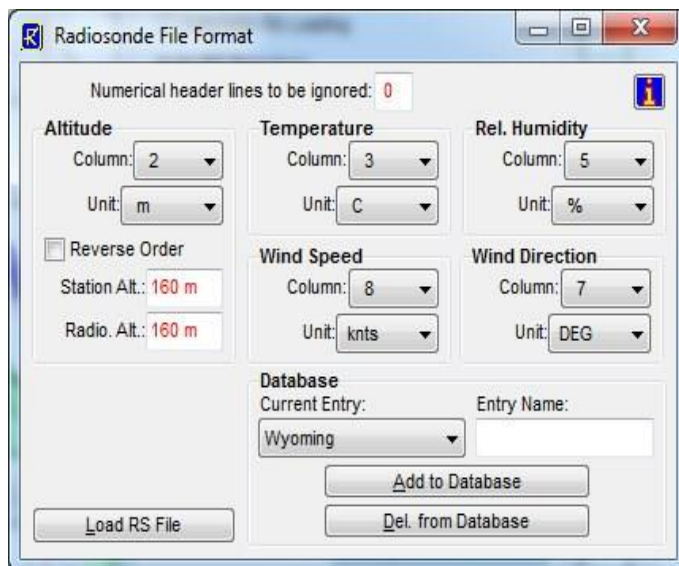 Radiosonde File Format
Numerical header lines to be ignored: 0
Altitude
Column: 2
Unit: m
Reverse Order
Station Alt.: 160 m
Radio. Alt.: 160 m
Temperature
Column: 3
Unit: C
Rel. Humidity
Column: 5
Unit: %
Wind Speed
Column: 8
Unit: knts
Wind Direction
Column: 7
Unit: DEG
Database
Current Entry:
Wyoming
Entry Name:
Add to Database
Del. from Database
Load RS File